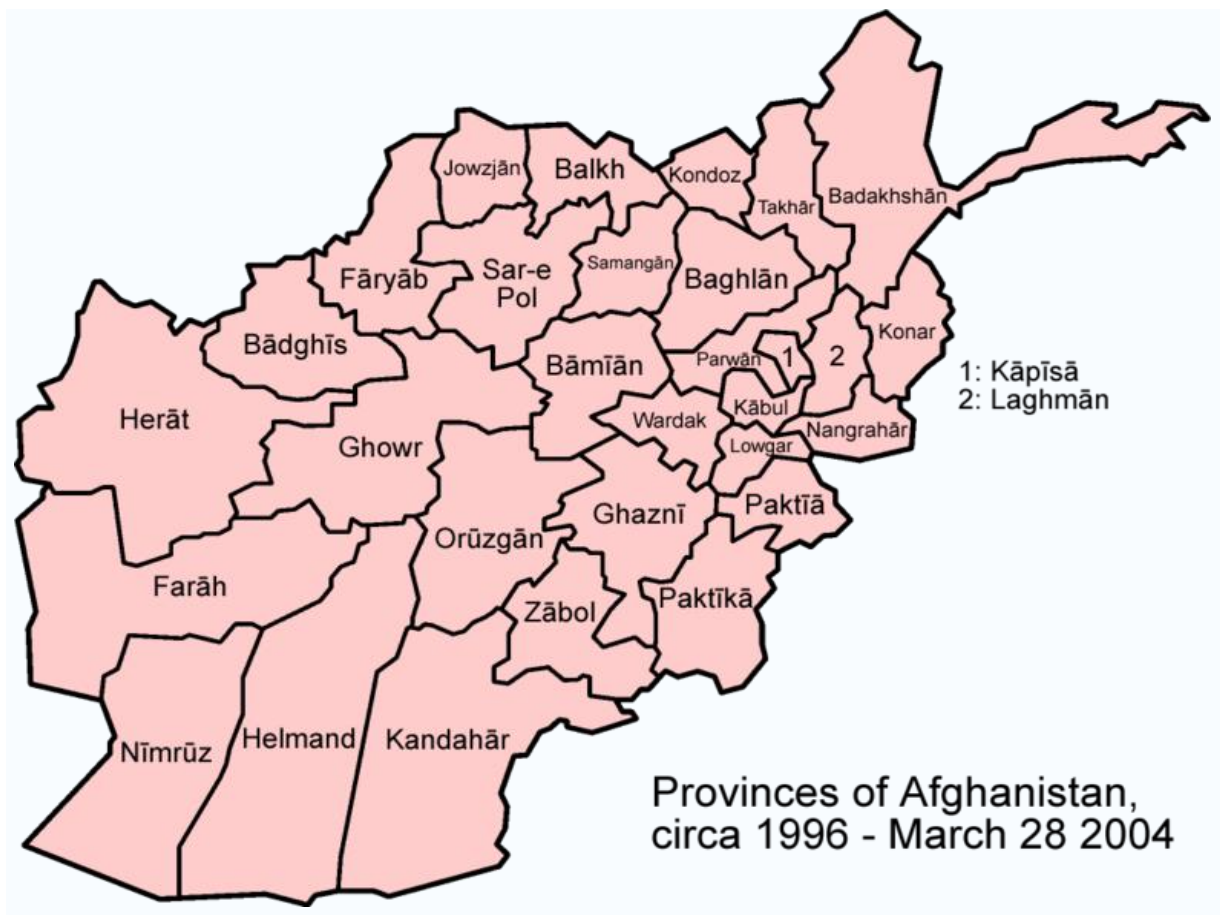 Jowzjān
Balkh
Kondoz
Takhār
Badakhshān
Fāryāb
Sar-e
Pol
Samangān
Baghlān
Bādghīs
Konar
Herāt
Ghowr
Bāmīān
Parwān
1
2
1: Kāpīsā
2: Laghmān
Wardak
Kābul
Nangrahār
Lowgar
Orūzgān
Ghaznī
Paktīā
Farāh
Zābol
Paktīkā
Nīmrūz
Helmand
Kandahār
Provinces of Afghanistan,
circa 1996 - March 28 2004